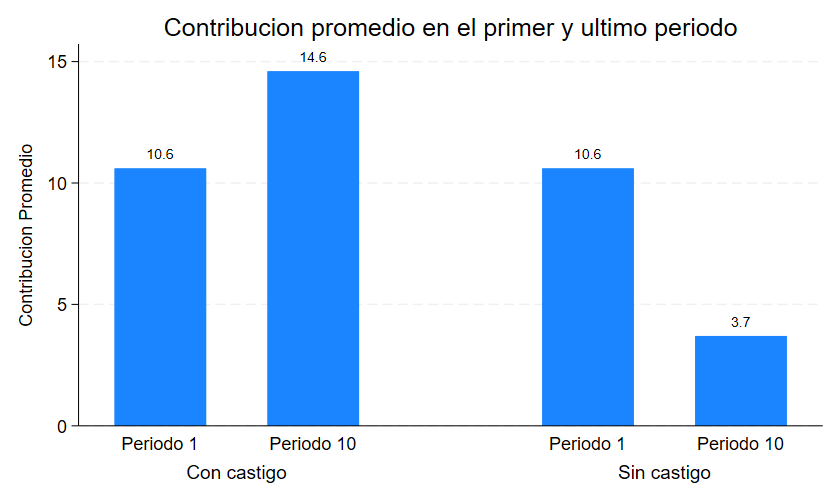 Contribucion promedio en el primer y ultimo periodo
Contribucion Promedio
15
10
5
0
10.6
14.6
10.6
3.7
Periodo 1
Periodo 10
Periodo 1
Periodo 10
Con castigo
Sin castigo